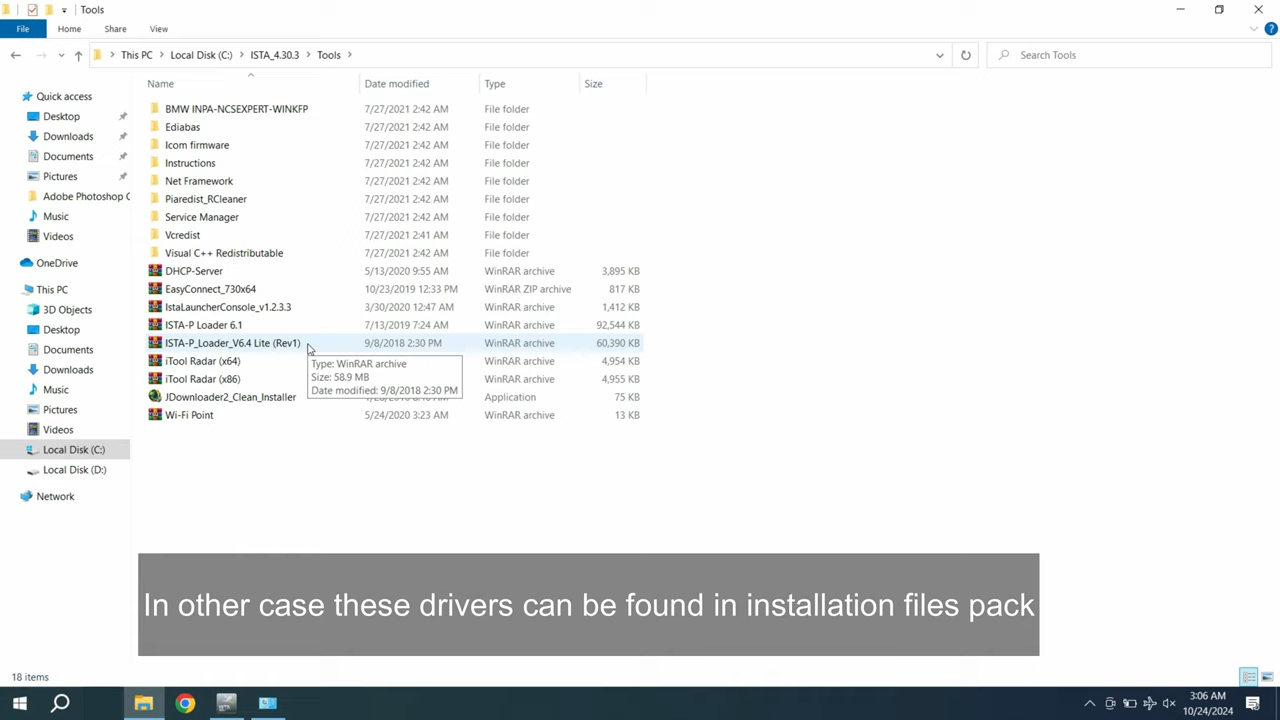 Tools
File
Home
Share
View
This PC
Local Disk (C:)
ISTA_4.30.3
Tools
Search Tools
Name
Date modified
Type
Size
Quick access
Desktop
Downloads
Documents
Pictures
Adobe Photoshop C
Music
Videos
OneDrive
This PC
3D Objects
Desktop
Documents
Downloads
Music
Pictures
Videos
Local Disk (C:)
Local Disk (D:)
Network
BMW INPA-NCSEXPERT-WINKFP 7/27/2021 2:42 AM File folder
Ediabas 7/27/2021 2:42 AM File folder
Icom firmware 7/27/2021 2:42 AM File folder
Instructions 7/27/2021 2:42 AM File folder
Net Framework 7/27/2021 2:42 AM File folder
Piaredist_RCleaner 7/27/2021 2:42 AM File folder
Service Manager 7/27/2021 2:42 AM File folder
Vcredist 7/27/2021 2:41 AM File folder
Visual C++ Redistributable 7/27/2021 2:42 AM File folder
DHCP-Server 5/13/2020 9:55 AM WinRAR archive 3,895 KB
EasyConnect_730x64 10/23/2019 12:33 PM WinRAR ZIP archive 817 KB
IstaLauncherConsole_v1.2.3.3 3/30/2020 12:47 AM WinRAR archive 1,412 KB
ISTA-P Loader 6.1 7/13/2019 7:24 AM WinRAR archive 92,544 KB
ISTA-P_Loader_V6.4 Lite (Rev1) 9/8/2018 2:30 PM WinRAR archive 60,390 KB
iTool Radar (x64) WinRAR archive 4,954 KB
iTool Radar (x86) WinRAR archive 4,955 KB
JDownloader2_Clean_Installer Application 75 KB
Wi-Fi Point 5/24/2020 3:23 AM WinRAR archive 13 KB
Type: WinRAR archive
Size: 58.9 MB
Date modified: 9/8/2018 2:30 PM
In other case these drivers can be found in installation files pack
18 items
3:06 AM
10/24/2024